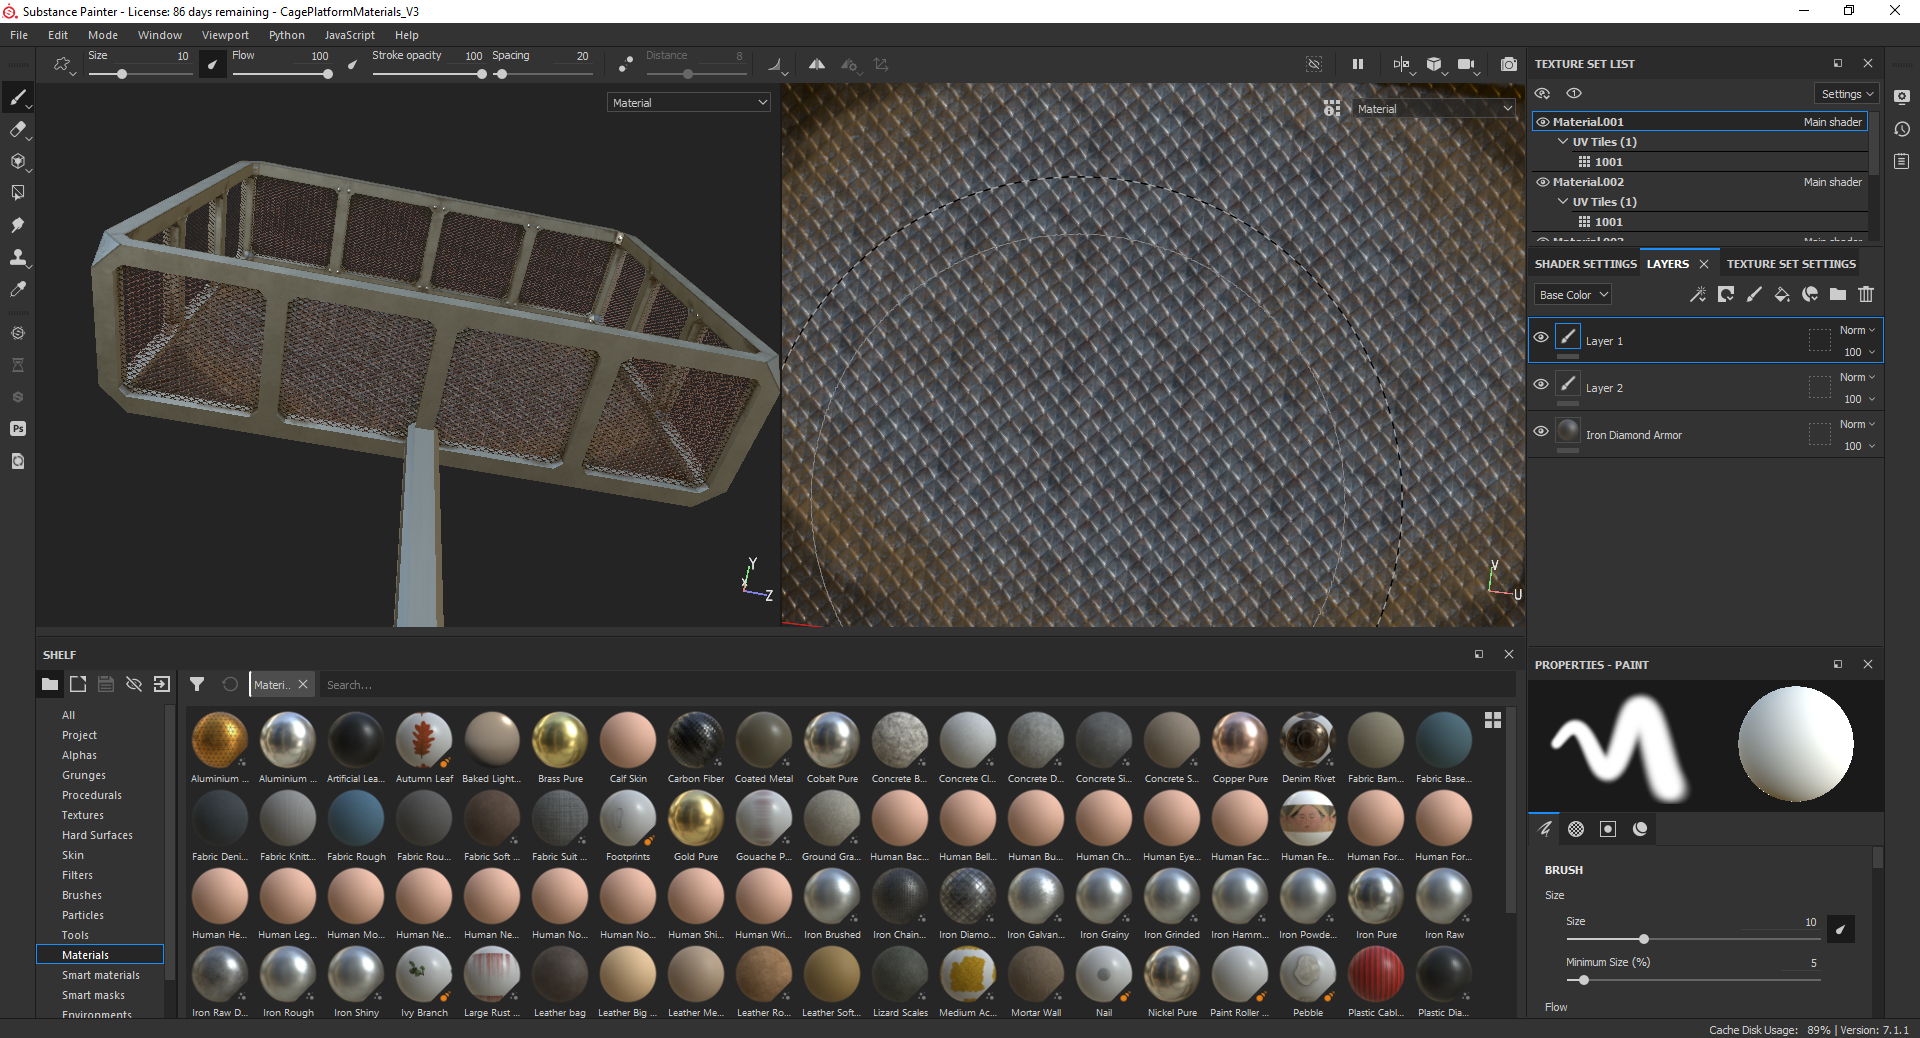 Substance Painter - License: 86 days remaining - CagePlatformMaterials_V3
File Edit Mode Window Viewport Python JavaScript Help
Size 10 Flow 100 Stroke opacity 100 Spacing 20 Distance 8
Material
Material
Y
X
Z
V
U
TEXTURE SET LIST
Settings
Material.001 Main shader
UV Tiles (1)
1001
Material.002 Main shader
UV Tiles (1)
1001
SHADER SETTINGS LAYERS TEXTURE SET SETTINGS
Base Color
Layer 1 Norm
100
Layer 2 Norm
100
Iron Diamond Armor Norm
100
Ps
SHELF
Materi.. Search...
All
Project
Alphas
Grunges
Procedurals
Textures
Hard Surfaces
Skin
Filters
Brushes
Particles
Tools
Materials
Smart materials
Smart masks
Environments
Aluminium ... Aluminium ... Artificial Lea... Autumn Leaf Baked Light... Brass Pure Calf Skin Carbon Fiber Coated Metal Cobalt Pure Concrete B... Concrete Cl... Concrete D... Concrete Si... Concrete S... Copper Pure Denim Rivet Fabric Bam... Fabric Base...
Fabric Deni... Fabric Knitt... Fabric Rough Fabric Rou... Fabric Soft ... Fabric Suit ... Footprints Gold Pure Gouache P... Ground Gra... Human Bac... Human Bell... Human Bu... Human Ch... Human Eye... Human Fac... Human Fe... Human For... Human For...
Human He... Human Leg... Human Mo... Human Ne... Human Ne... Human No... Human No... Human Shi... Human Wri... Iron Brushed Iron Chain... Iron Diamo... Iron Galvan... Iron Grainy Iron Grinded Iron Hamm... Iron Powde... Iron Pure Iron Raw
Iron Raw D... Iron Rough Iron Shiny Ivy Branch Large Rust ... Leather bag Leather Big ... Leather Me... Leather Ro... Leather Soft... Lizard Scales Medium Ac... Mortar Wall Nail Nickel Pure Paint Roller ... Pebble Plastic Cabl... Plastic Dia...
PROPERTIES - PAINT
BRUSH
Size
Size 10
Minimum Size (%) 5
Flow
Cache Disk Usage: 89% | Version: 7.1.1